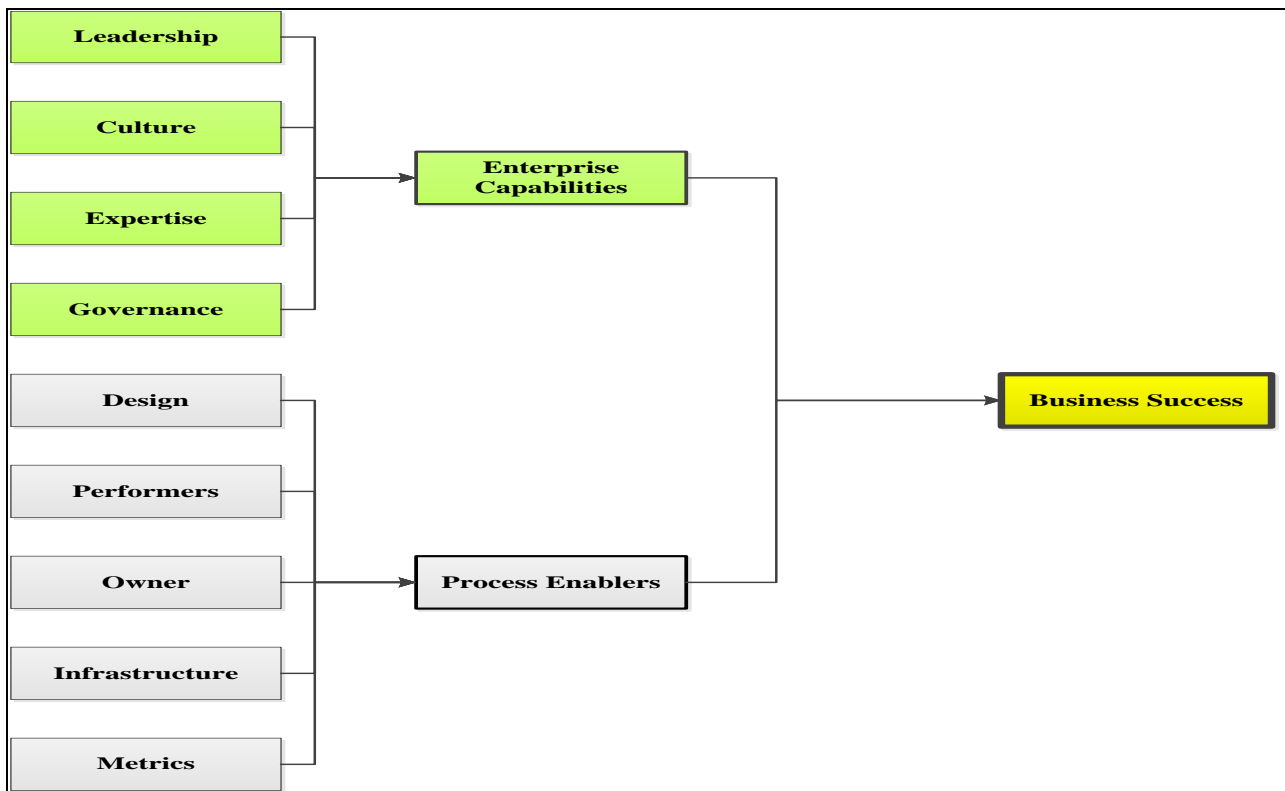 Leadership
Culture
Enterprise
Capabilities
Expertise
Governance
Design
Business Success
Performers
Owner
Process Enablers
Infrastructure
Metrics